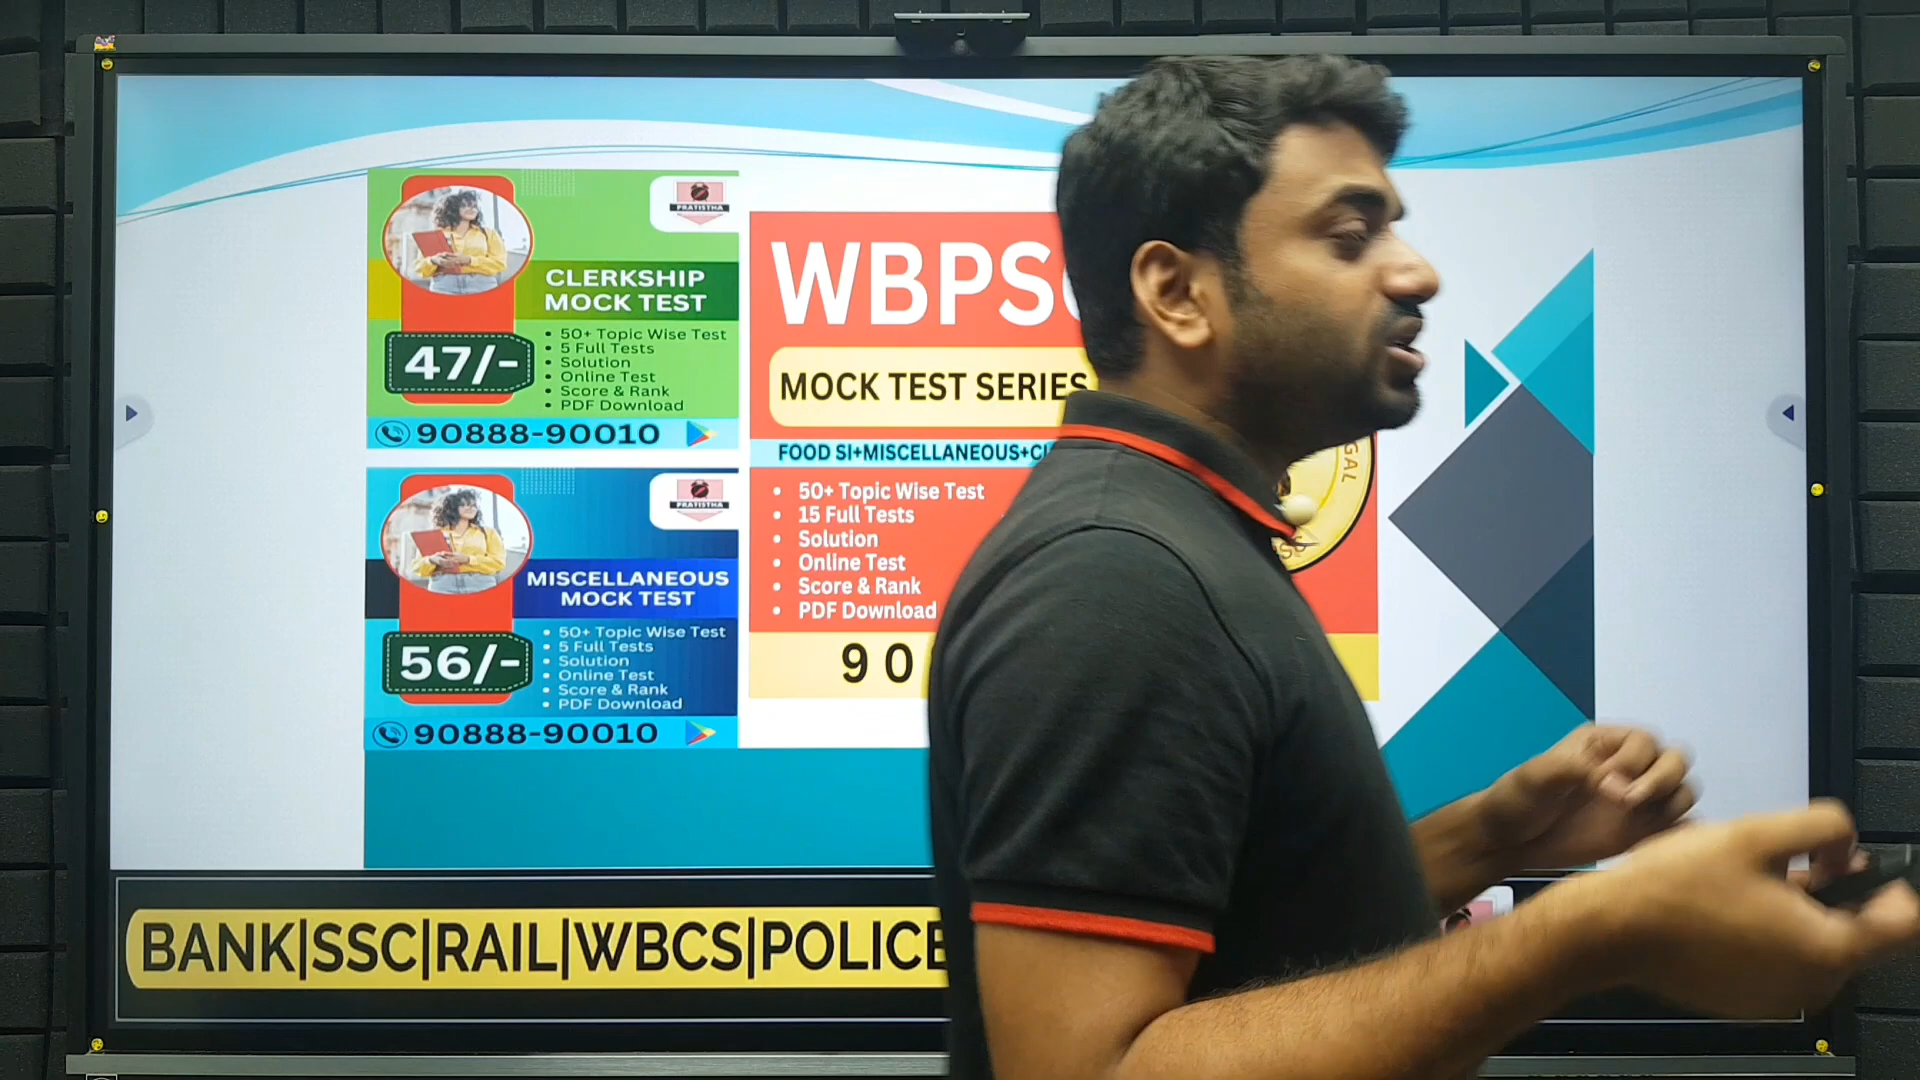 PRATISTHA
CLERKSHIP
MOCK TEST
47/-
• 50+ Topic Wise Test
• 5 Full Tests
• Solution
• Online Test
• Score & Rank
• PDF Download
90888-90010
PRATISTHA
MISCELLANEOUS
MOCK TEST
56/-
• 50+ Topic Wise Test
• 5 Full Tests
• Solution
• Online Test
• Score & Rank
• PDF Download
90888-90010
WBPS
MOCK TEST SERIES
FOOD SI+MISCELLANEOUS+
• 50+ Topic Wise Test
• 15 Full Tests
• Solution
• Online Test
• Score & Rank
• PDF Download
90
GAL
BANK|SSC|RAIL|WBCS|POLICE